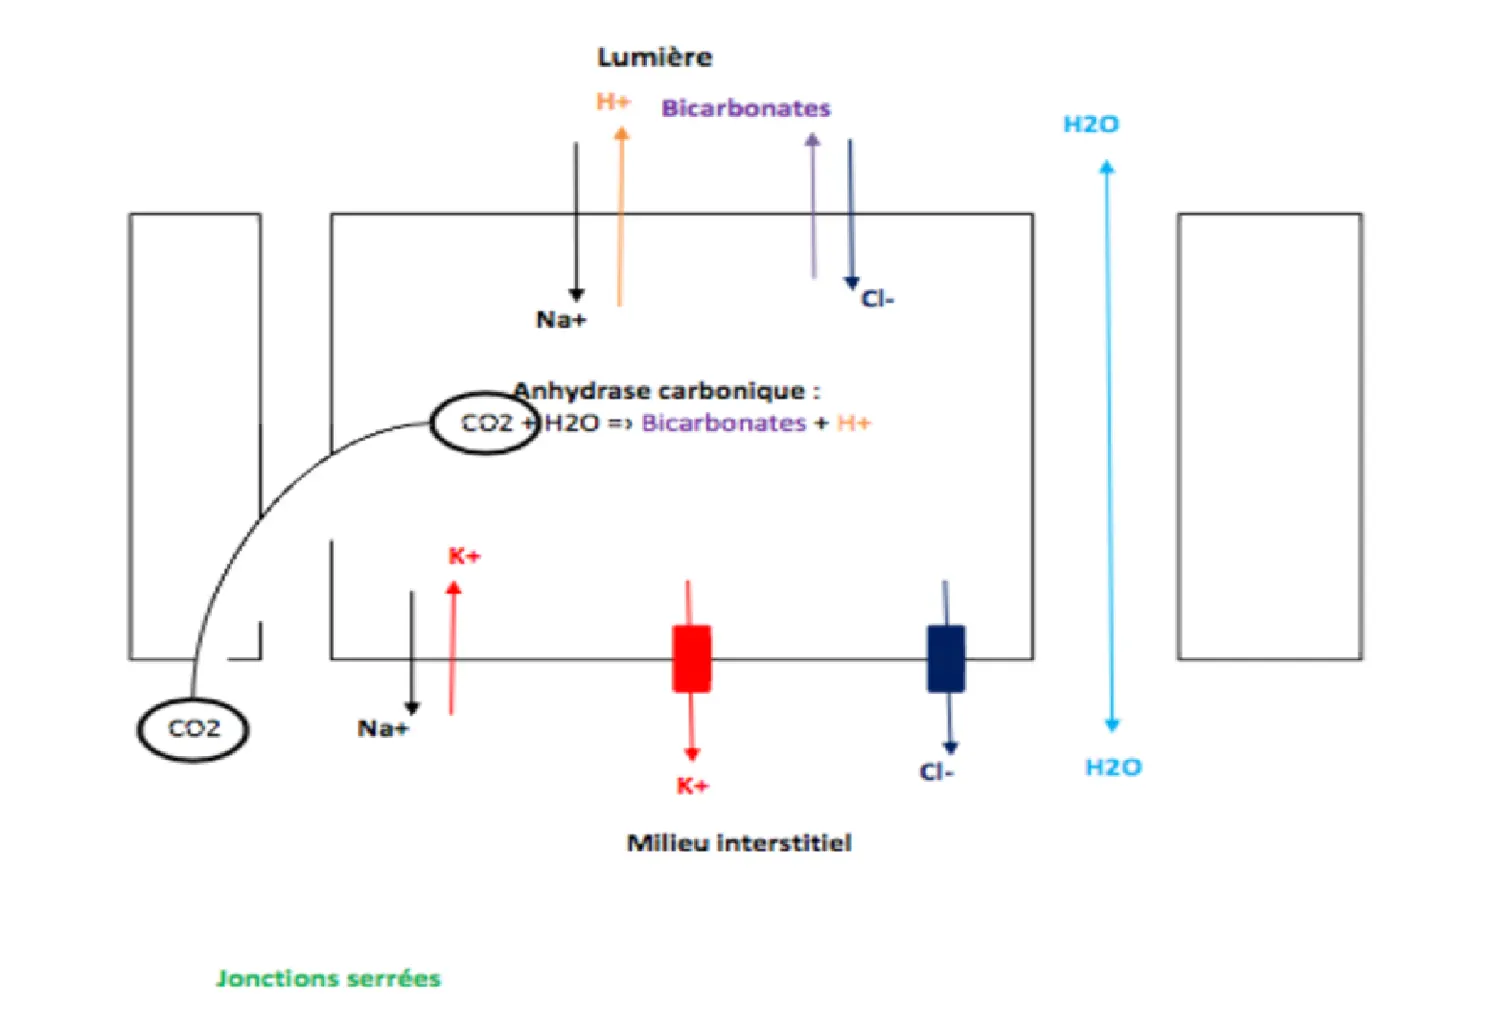 Lumière
H+ Bicarbonates
H2O
Na+
Cl-
Anhydrase carbonique :
CO2 + H2O => Bicarbonates + H+
K+
CO2
Na+
K+
Cl-
H2O
Milieu interstitiel
Jonctions serrées